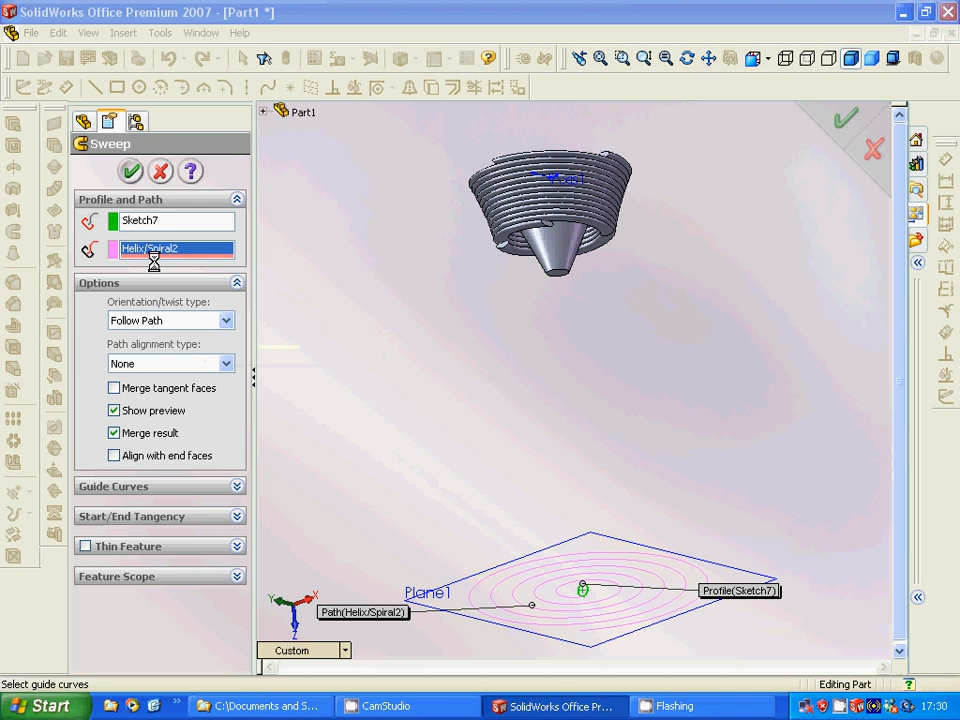 SolidWorks Office Premium 2007 - [Part1 *]
File Edit View Insert Tools Window Help
Part1
Sweep
Profile and Path
Sketch7
Helix/Spiral2
Options
Orientation/twist type:
Follow Path
Path alignment type:
None
Merge tangent faces
Show preview
Merge result
Align with end faces
Guide Curves
Start/End Tangency
Thin Feature
Feature Scope
Plane1
Profile(Sketch7)
Path(Helix/Spiral2)
Y X
Z
Custom
Select guide curves
Editing Part
Start
C:\Documents and S...
CamStudio
SolidWorks Office Pr...
Flashing
17:30